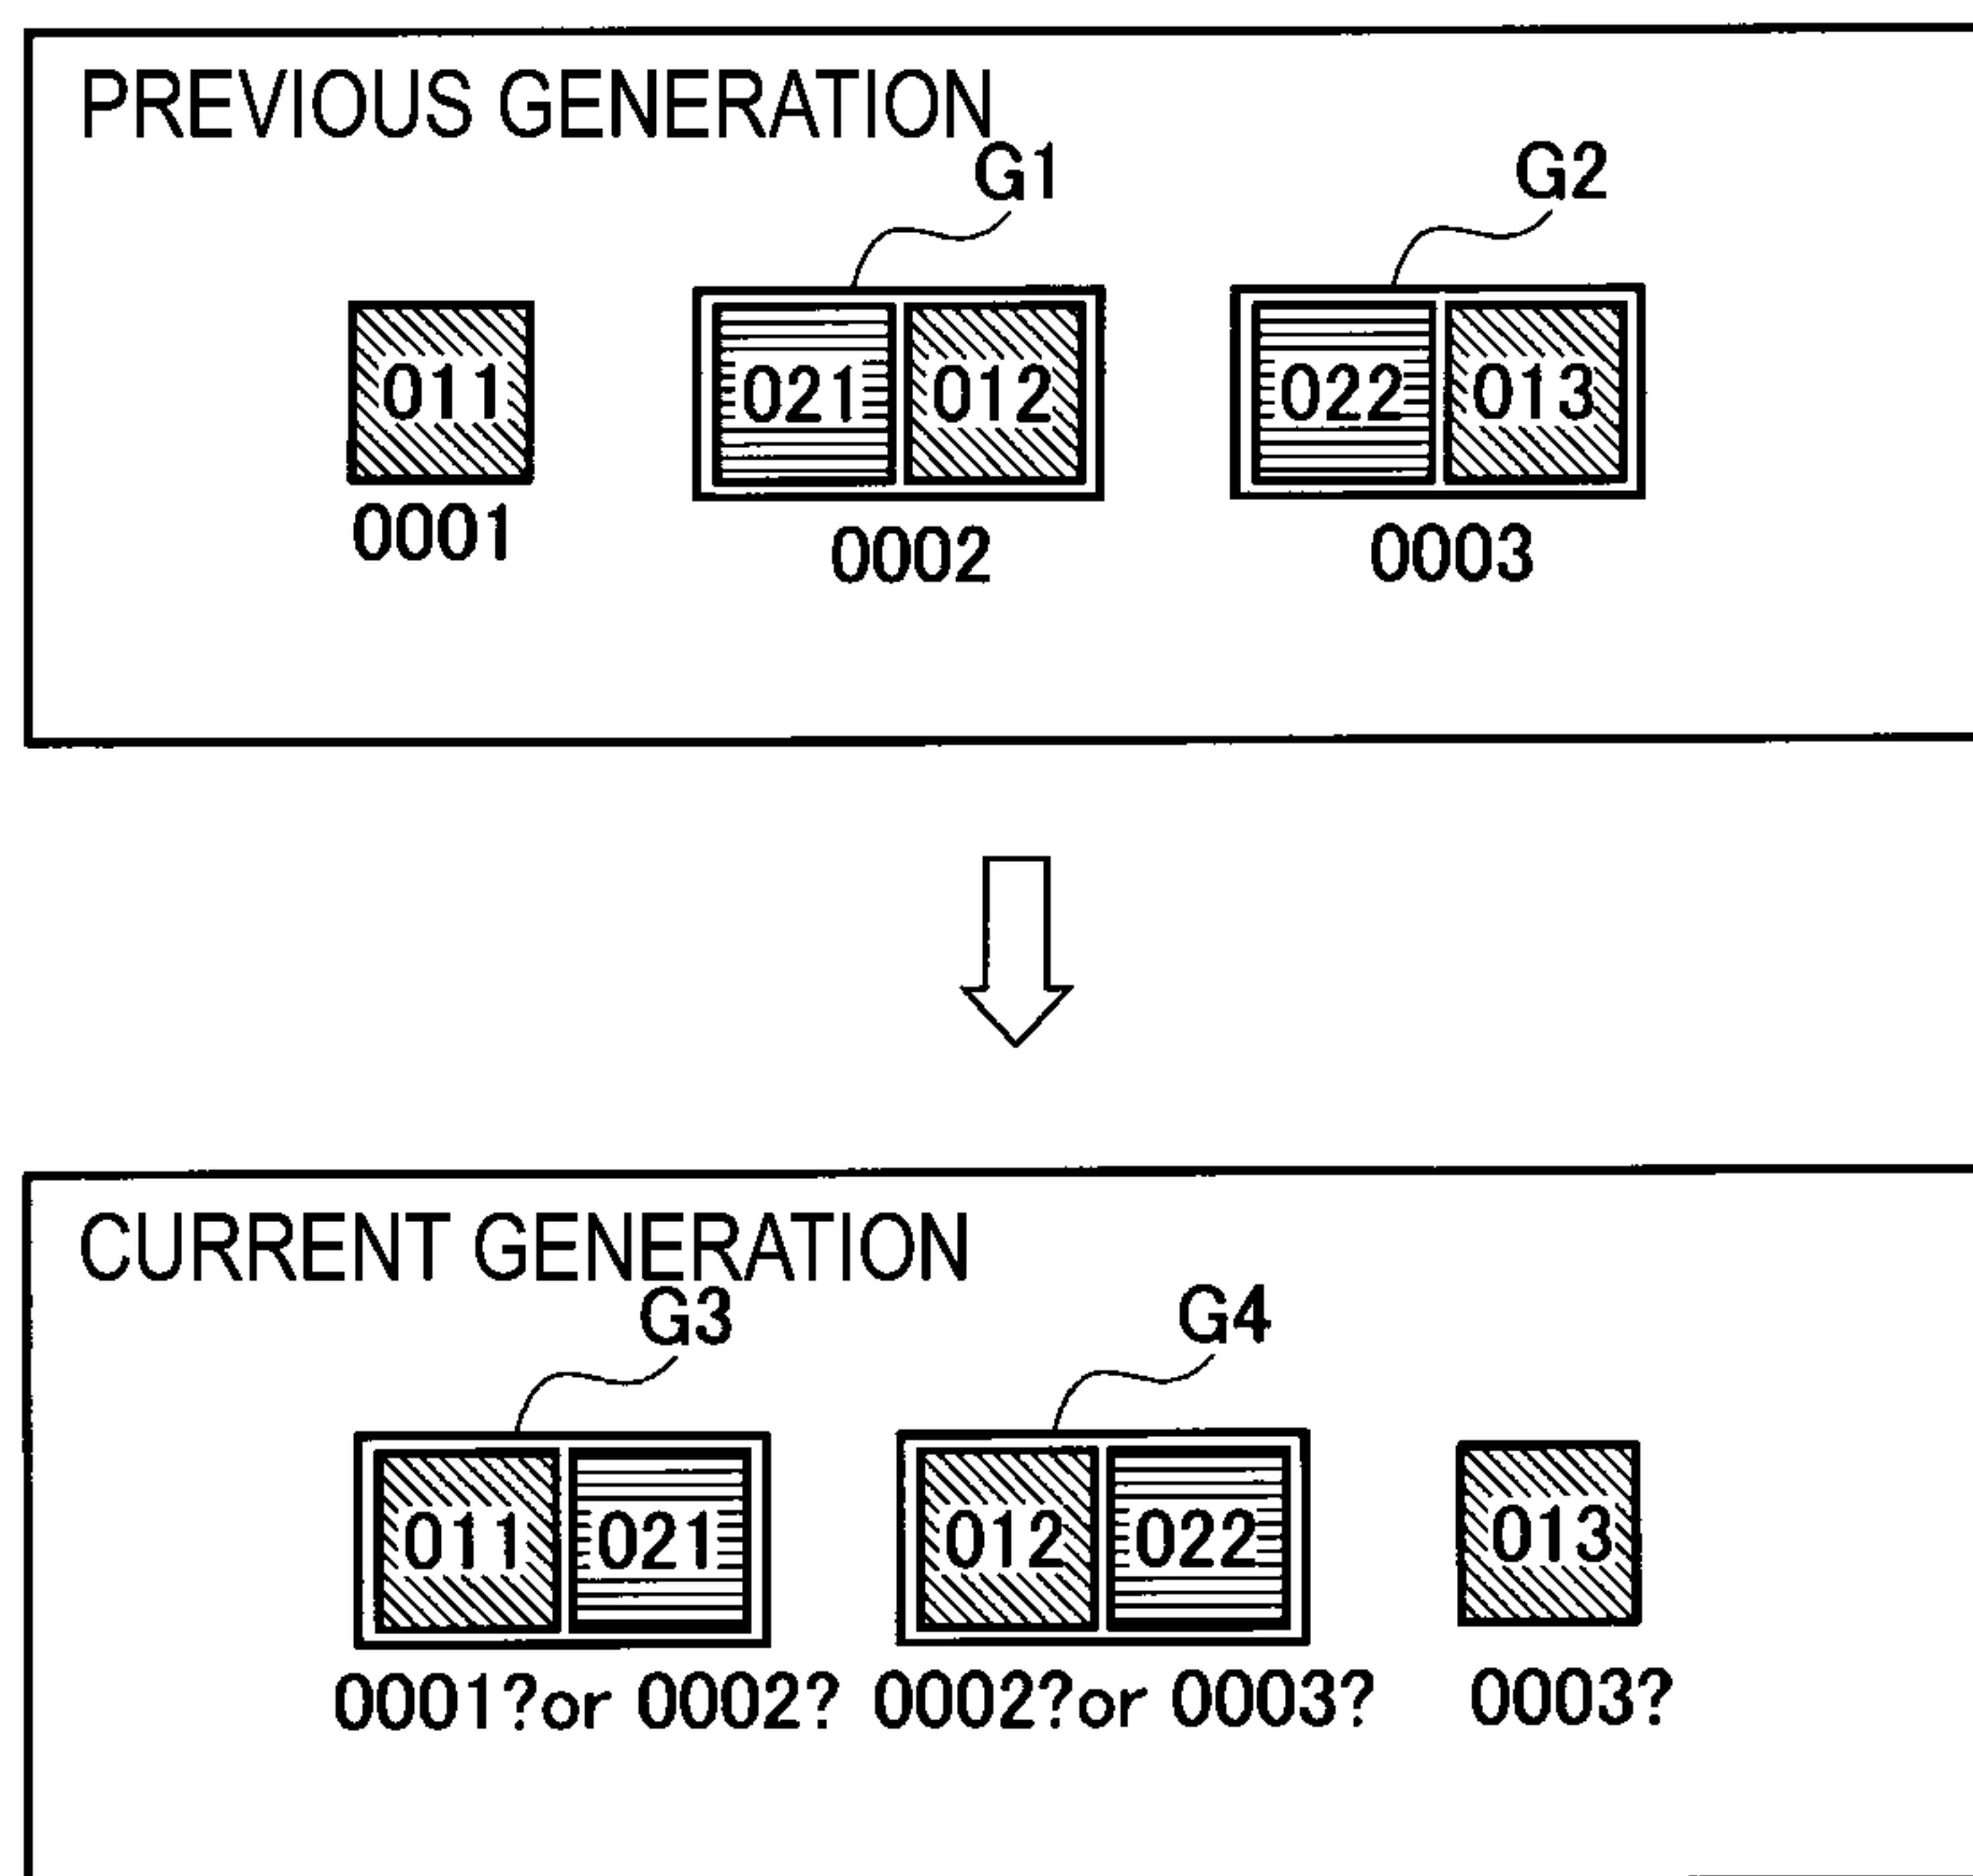 PREVIOUS GENERATION
G1 G2
011 021 012 022 013
0001 0002 0003
CURRENT GENERATION
G3 G4
011 021 012 022 013
0001?or 0002? 0002?or 0003? 0003?